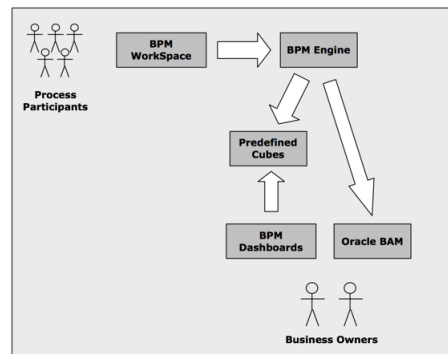 BPM
WorkSpace
BPM Engine
Process
Participants
Predefined
Cubes
BPM
Dashboards
Oracle BAM
Business Owners